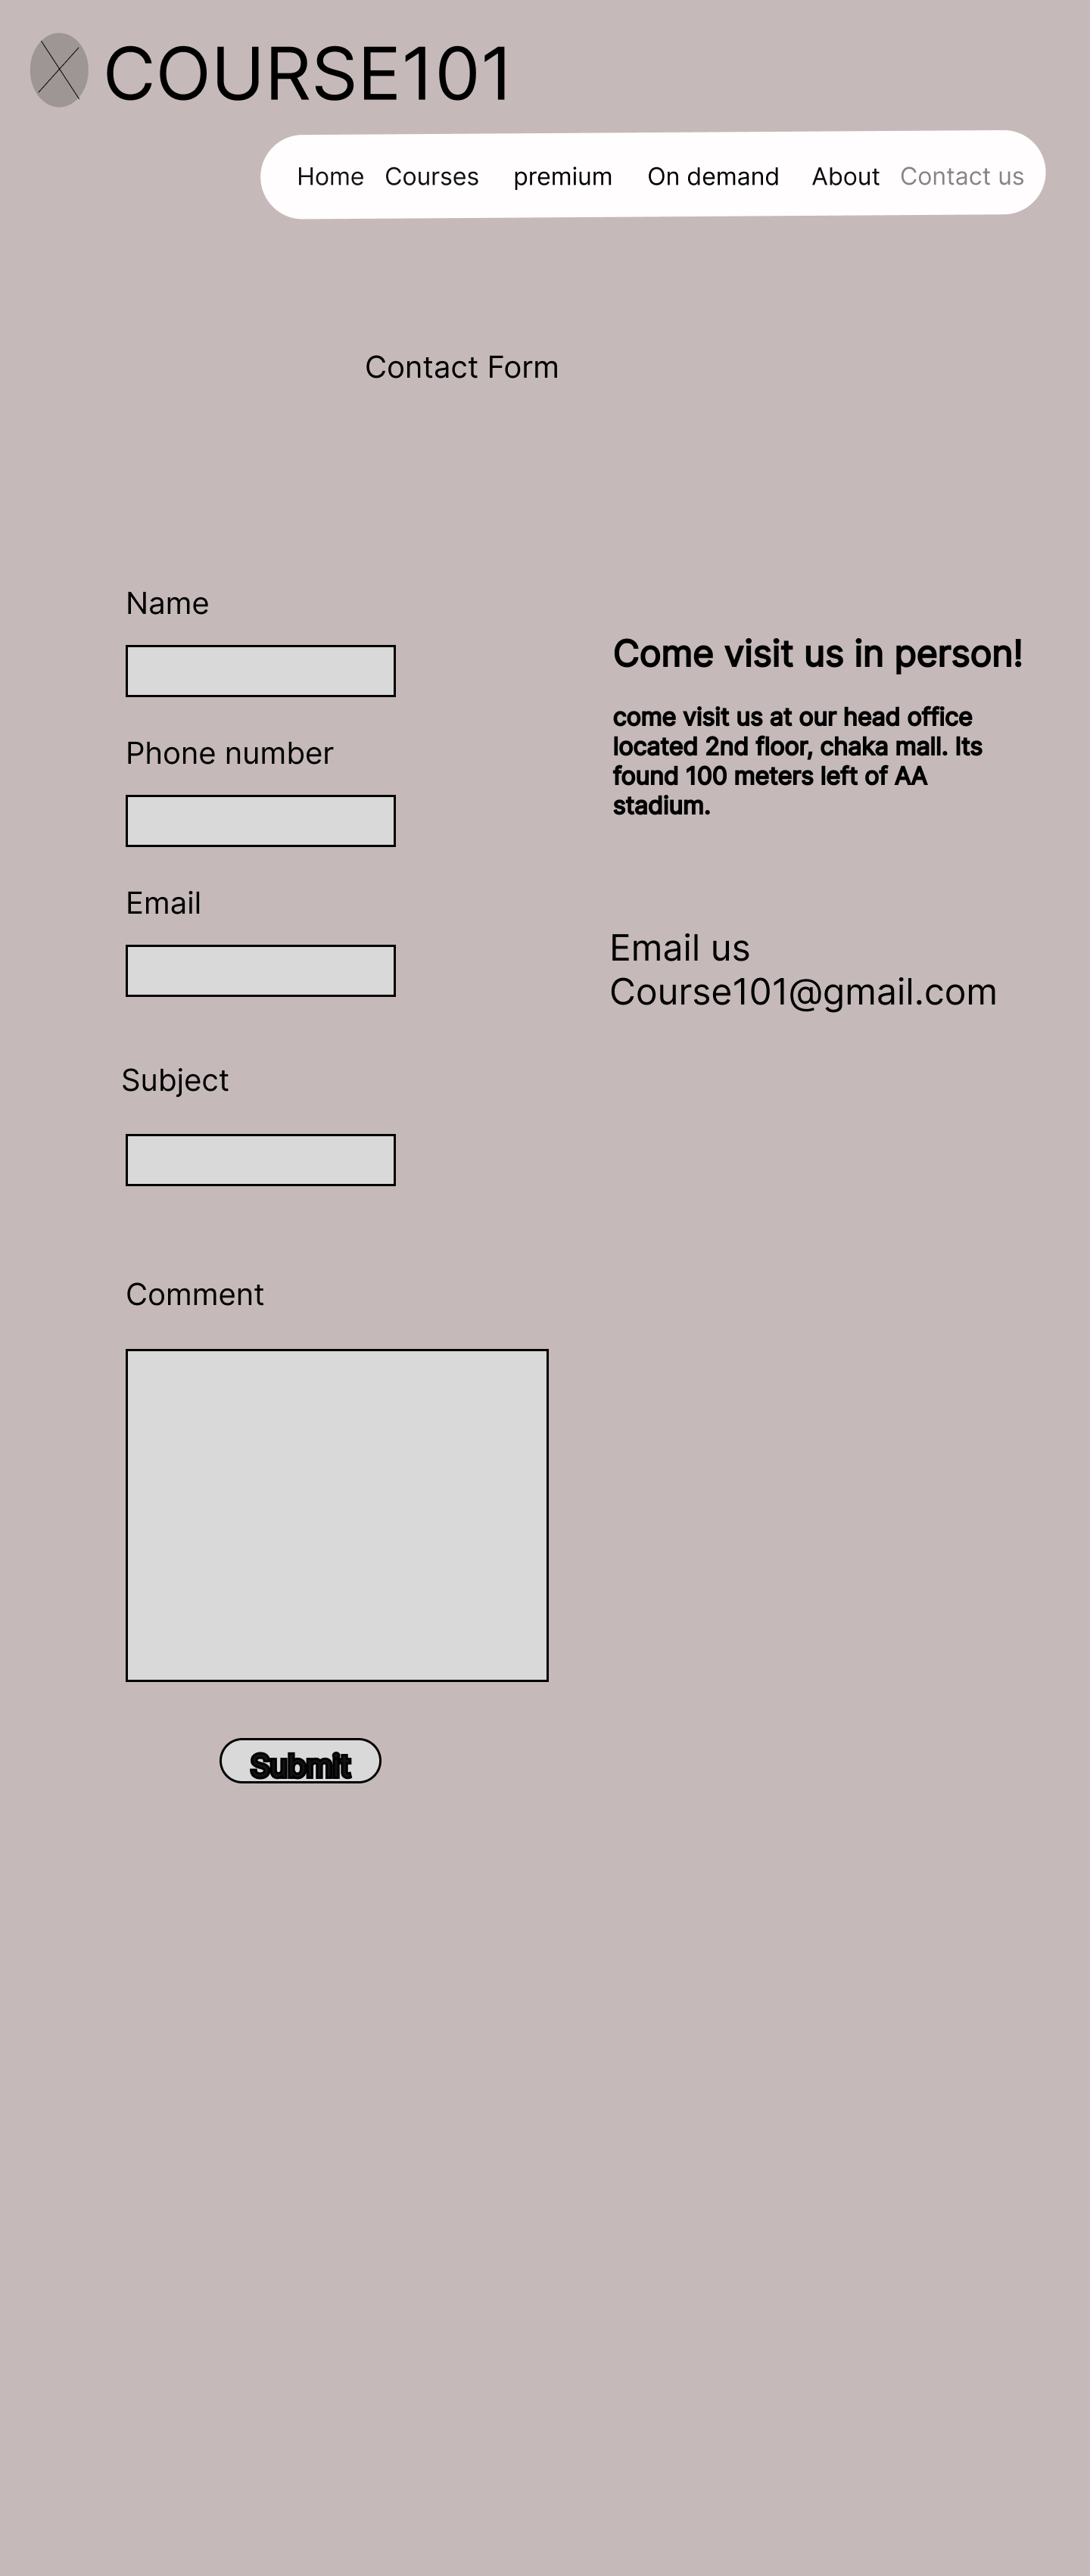 COURSE101
Home Courses premium On demand About Contact us
Contact Form
Name
Phone number
Email
Subject
Comment
Submit
Come visit us in person!
come visit us at our head office
located 2nd floor, chaka mall. Its
found 100 meters left of AA
stadium.
Email us
Course101@gmail.com